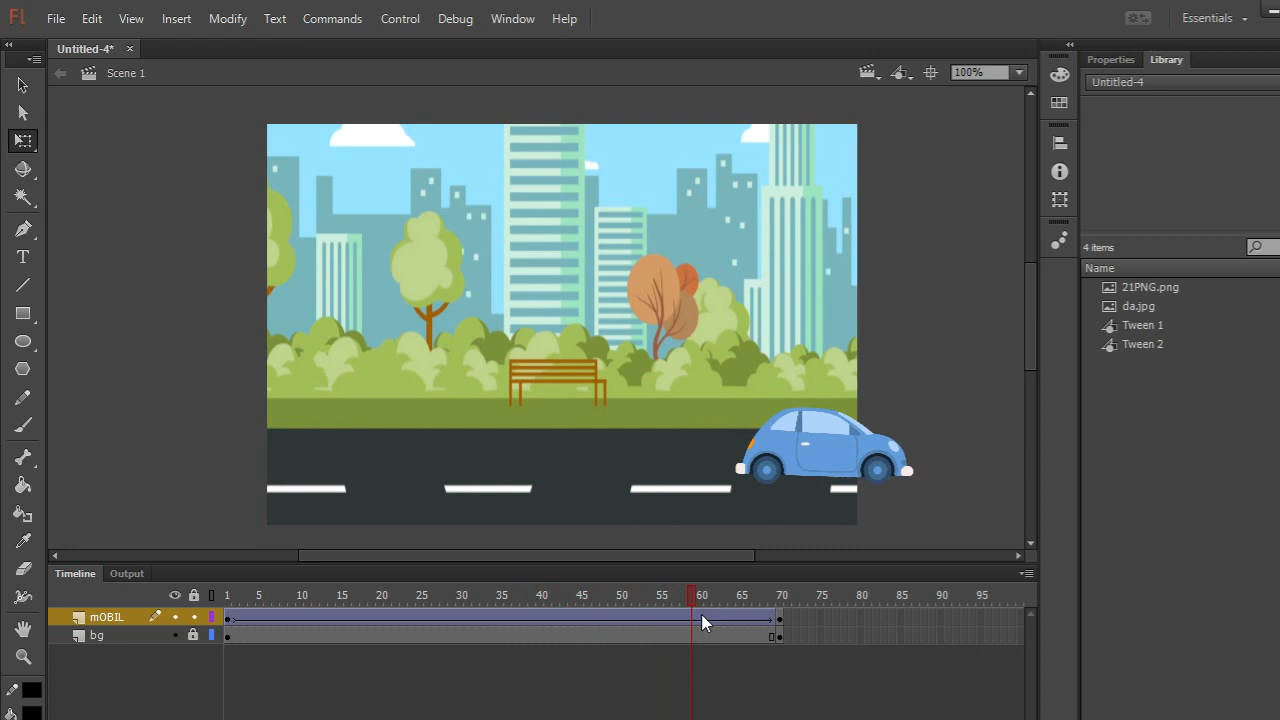 Fl File Edit View Insert Modify Text Commands Control Debug Window Help Essentials
Untitled-4* ×
Scene 1 100%
T
Properties Library
Untitled-4
4 items
Name
21PNG.png
da.jpg
Tween 1
Tween 2
Timeline Output
1 5 10 15 20 25 30 35 40 45 50 55 60 65 70 75 80 85 90 95
mOBIL
bg